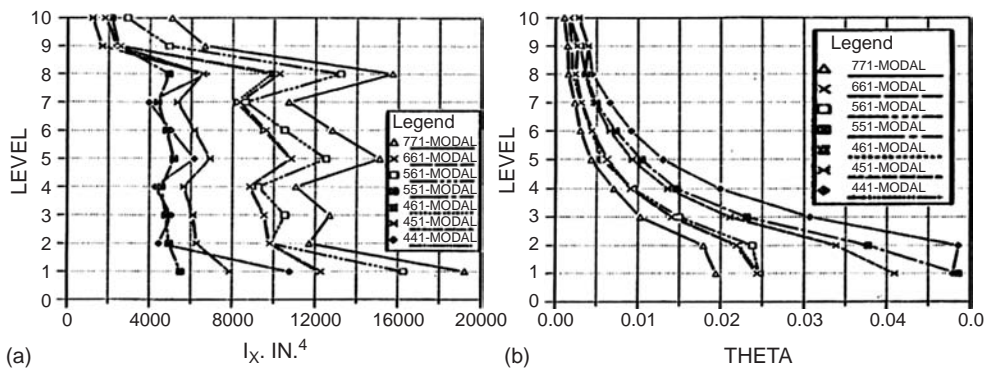 10
9
8
7
6
5
4
3
2
1
0
LEVEL
Legend
771-MODAL
661-MODAL
561-MODAL
551-MODAL
461-MODAL
451-MODAL
441-MODAL
0 4000 8000 12000 16000 20000
(a)
IX. IN.4
10
9
8
7
6
5
4
3
2
1
0
LEVEL
Legend
771-MODAL
661-MODAL
561-MODAL
551-MODAL
461-MODAL
451-MODAL
441-MODAL
0.00 0.01 0.02 0.03 0.04 0.0
(b)
THETA